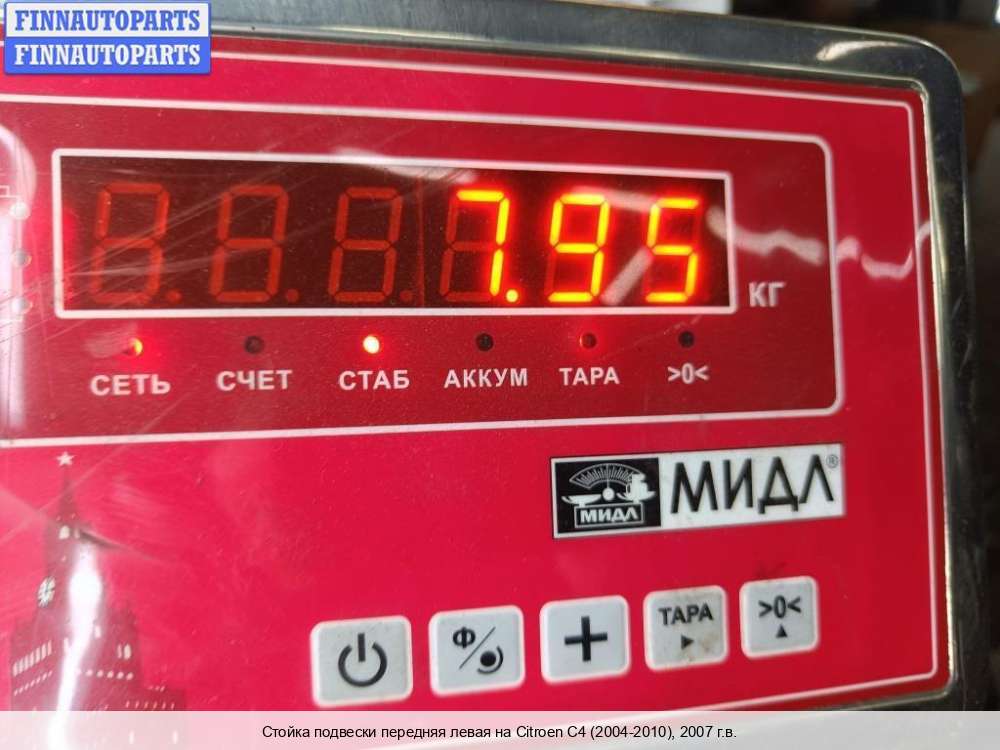 FINNAUTOPARTS
FINNAUTOPARTS
7.95
КГ
СЕТЬ СЧЕТ СТАБ АККУМ ТАРА >0<
МИДЛ МИДЛ®
Ф ТАРА >0<
Стойка подвески передняя левая на Citroen C4 (2004-2010), 2007 г.в.